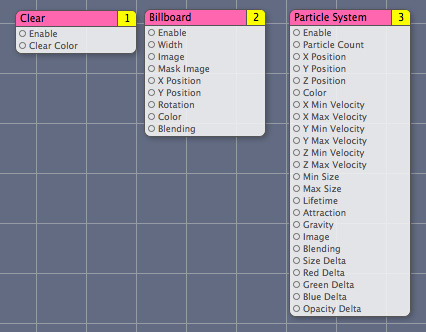 Clear 1
Enable
Clear Color
Billboard 2
Enable
Width
Image
Mask Image
X Position
Y Position
Rotation
Color
Blending
Particle System 3
Enable
Particle Count
X Position
Y Position
Z Position
Color
X Min Velocity
X Max Velocity
Y Min Velocity
Y Max Velocity
Z Min Velocity
Z Max Velocity
Min Size
Max Size
Lifetime
Attraction
Gravity
Image
Blending
Size Delta
Red Delta
Green Delta
Blue Delta
Opacity Delta